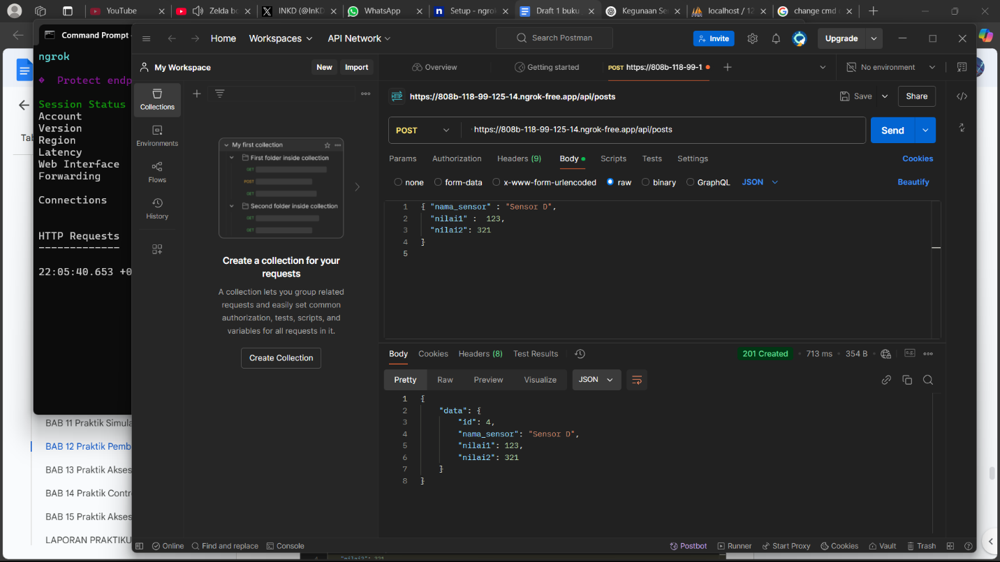 YouTube
Zelda bo
INKD (@InKD
WhatsApp
Setup - ngrok
Draft 1 buku
Kegunaan Se
localhost / 12
change cmd
Command Prompt -
ngrok
Protect endp
Session Status
Account
Version
Region
Latency
Web Interface
Forwarding
Connections
HTTP Requests
-------------
22:05:40.653 +0
Tab
BAB 11 Praktik Simula
BAB 12 Praktik Pemb
BAB 13 Praktik Akses
BAB 14 Praktik Contr
BAB 15 Praktik Akses
LAPORAN PRAKTIKU
Home Workspaces API Network
Search Postman
Invite
Upgrade
My Workspace
New Import
Overview
Getting started
POST https://808b-118-99-1
No environment
Collections
Environments
Flows
History
My first collection
First folder inside collection
GET
POST
GET
Second folder inside collection
GET
GET
Create a collection for your
requests
A collection lets you group related
requests and easily set common
authorization, tests, scripts, and
variables for all requests in it.
Create Collection
HTTP https://808b-118-99-125-14.ngrok-free.app/api/posts
Save Share
POST https://808b-118-99-125-14.ngrok-free.app/api/posts
Send
Params Authorization Headers (9) Body Scripts Tests Settings Cookies
none form-data x-www-form-urlencoded raw binary GraphQL JSON Beautify
1 { "nama_sensor" : "Sensor D",
2 "nilai1" : 123,
3 "nilai2": 321
4 }
5
Body Cookies Headers (8) Test Results
201 Created 713 ms 354 B
e.g.
Pretty Raw Preview Visualize JSON
1 {
2 "data": {
3 "id": 4,
4 "nama_sensor": "Sensor D",
5 "nilai1": 123,
6 "nilai2": 321
7 }
8 }
Online Find and replace Console
Postbot Runner Start Proxy Cookies Vault Trash
"nilai2": 321